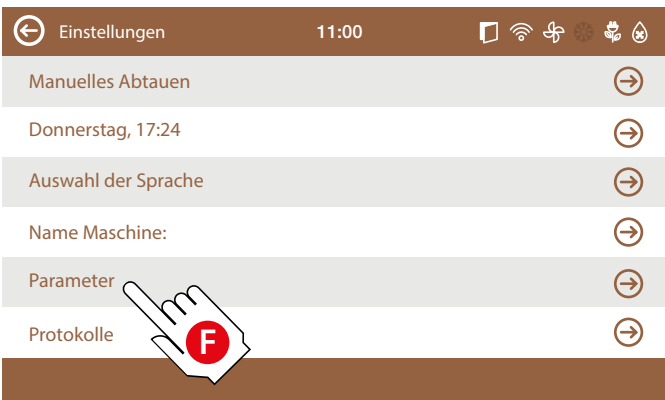 Einstellungen 11:00
Manuelles Abtauen
Donnerstag, 17:24
Auswahl der Sprache
Name Maschine:
Parameter
Protokolle
F